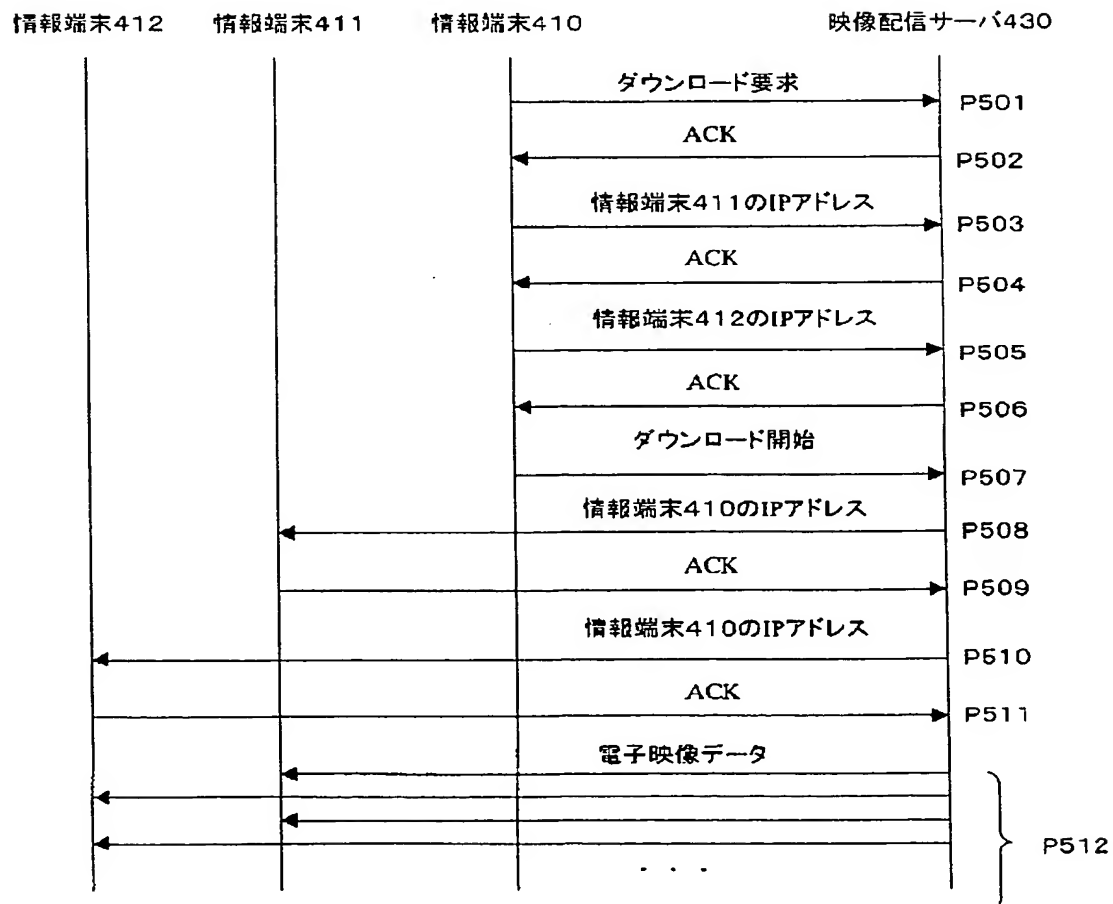 情報端末412 情報端末411 情報端末410 映像配信サーバ430
ダウンロード要求
P501
ACK
P502
情報端末411のIPアドレス
P503
ACK
P504
情報端末412のIPアドレス
P505
ACK
P506
ダウンロード開始
P507
情報端末410のIPアドレス
P508
ACK
P509
情報端末410のIPアドレス
P510
ACK
P511
電子映像データ
P512
・・・